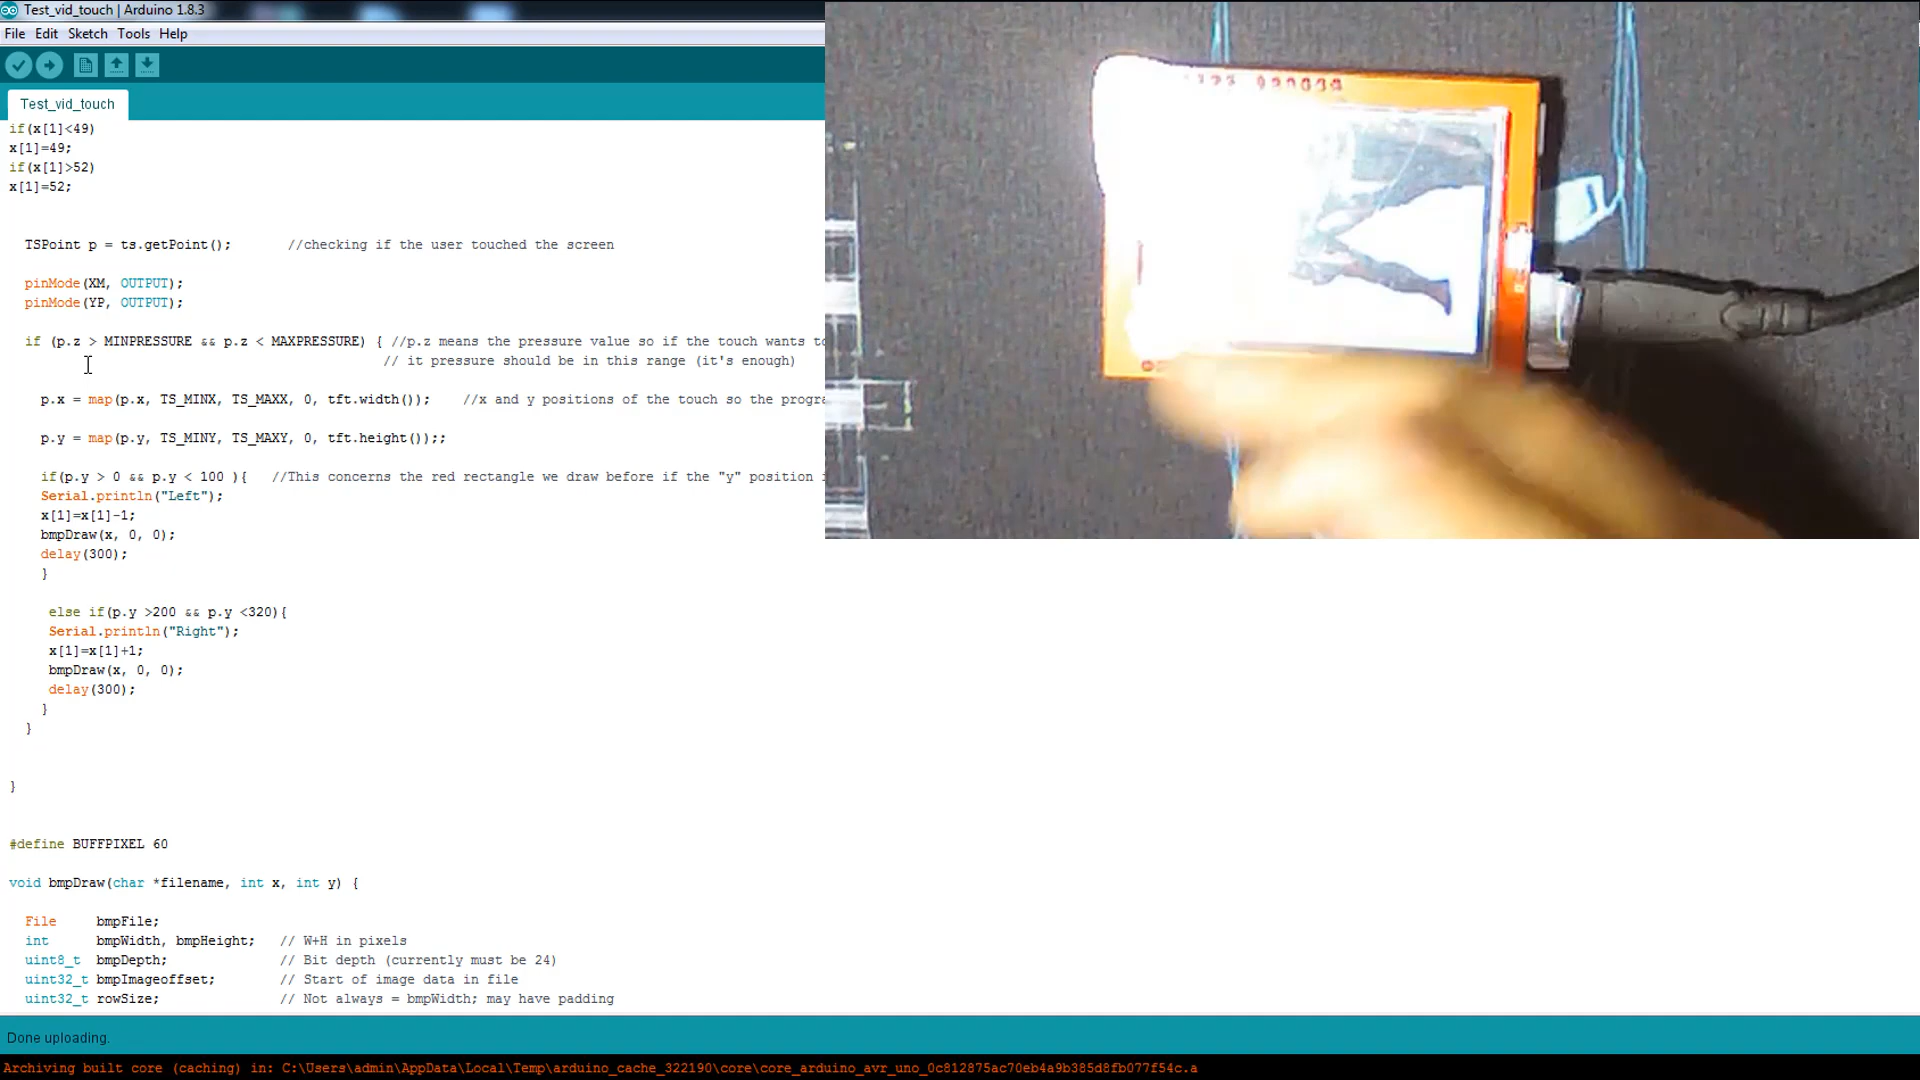 Test_vid_touch | Arduino 1.8.3
File Edit Sketch Tools Help
Test_vid_touch
if(x[1]<49)
x[1]=49;
if(x[1]>52)
x[1]=52;
TSPoint p = ts.getPoint(); //checking if the user touched the screen
pinMode(XM, OUTPUT);
pinMode(YP, OUTPUT);
if (p.z > MINPRESSURE && p.z < MAXPRESSURE) { //p.z means the pressure value so if the touch wants to
// it pressure should be in this range (it's enough)
p.x = map(p.x, TS_MINX, TS_MAXX, 0, tft.width()); //x and y positions of the touch so the progra
p.y = map(p.y, TS_MINY, TS_MAXY, 0, tft.height());;
if(p.y > 0 && p.y < 100 ){ //This concerns the red rectangle we draw before if the "y" position i
Serial.println("Left");
x[1]=x[1]-1;
bmpDraw(x, 0, 0);
delay(300);
}
else if(p.y >200 && p.y <320){
Serial.println("Right");
x[1]=x[1]+1;
bmpDraw(x, 0, 0);
delay(300);
}
}
}
#define BUFFPIXEL 60
void bmpDraw(char *filename, int x, int y) {
File bmpFile;
int bmpWidth, bmpHeight; // W+H in pixels
uint8_t bmpDepth; // Bit depth (currently must be 24)
uint32_t bmpImageoffset; // Start of image data in file
uint32_t rowSize; // Not always = bmpWidth; may have padding
Done uploading.
Archiving built core (caching) in: C:\Users\admin\AppData\Local\Temp\arduino_cache_322190\core\core_arduino_avr_uno_0c812875ac70eb4a9b385d8fb077f54c.a